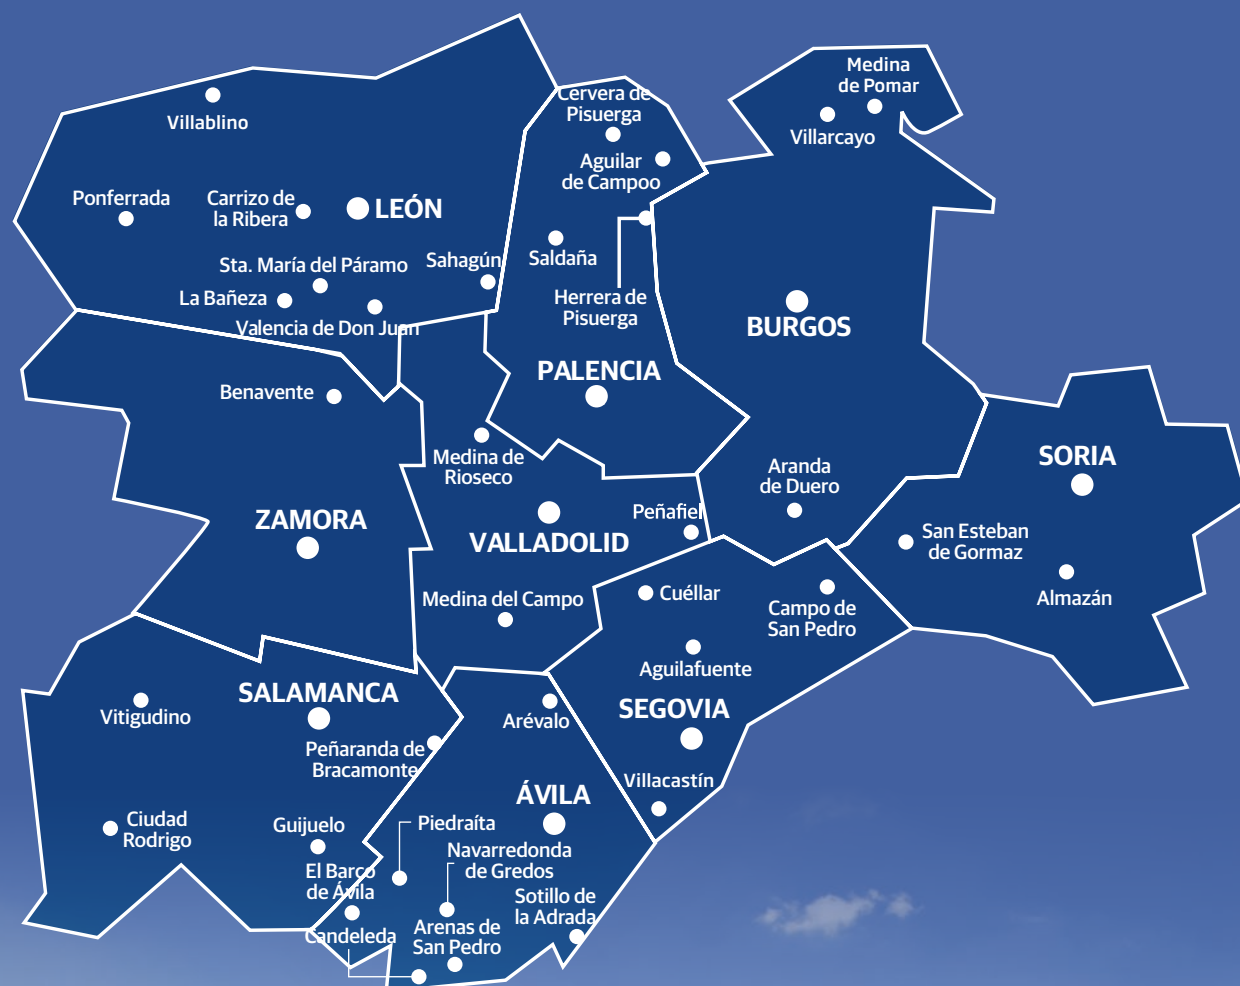 Medina
de Pomar
Villarcayo
Cervera de
Pisuerga
Aguilar
de Campoo
Villablino
Ponferrada
Carrizo de
la Ribera
LEÓN
Sta. María del Páramo
Sahagún
La Bañeza
Valencia de Don Juan
Saldaña
Herrera de
Pisuerga
BURGOS
PALENCIA
Benavente
Medina de
Rioseco
Aranda
de Duero
SORIA
ZAMORA
VALLADOLID
Peñafiel
San Esteban
de Gormaz
Almazán
Medina del Campo
Cuéllar
Campo de
San Pedro
Aguilafuente
SALAMANCA
Vitigudino
Peñaranda de
Bracamonte
Arévalo
SEGOVIA
Villacastín
ÁVILA
Ciudad
Rodrigo
Guijuelo
Piedraíta
El Barco
de Ávila
Navarredonda
de Gredos
Sotillo de
la Adrada
Candeleda
Arenas de
San Pedro